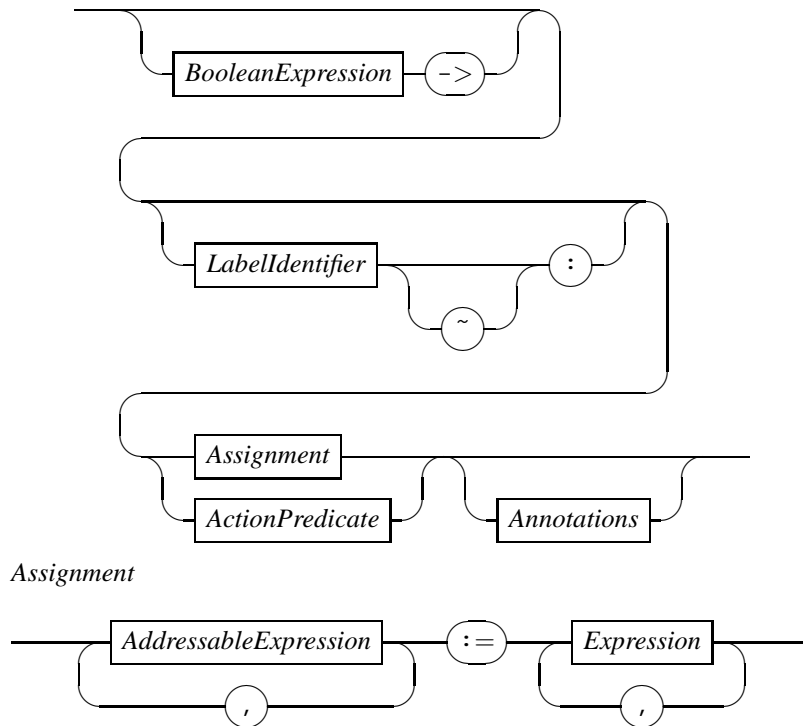 BooleanExpression ->
LabelIdentifier :
~
Assignment
ActionPredicate Annotations
Assignment
AddressableExpression := Expression
, ,